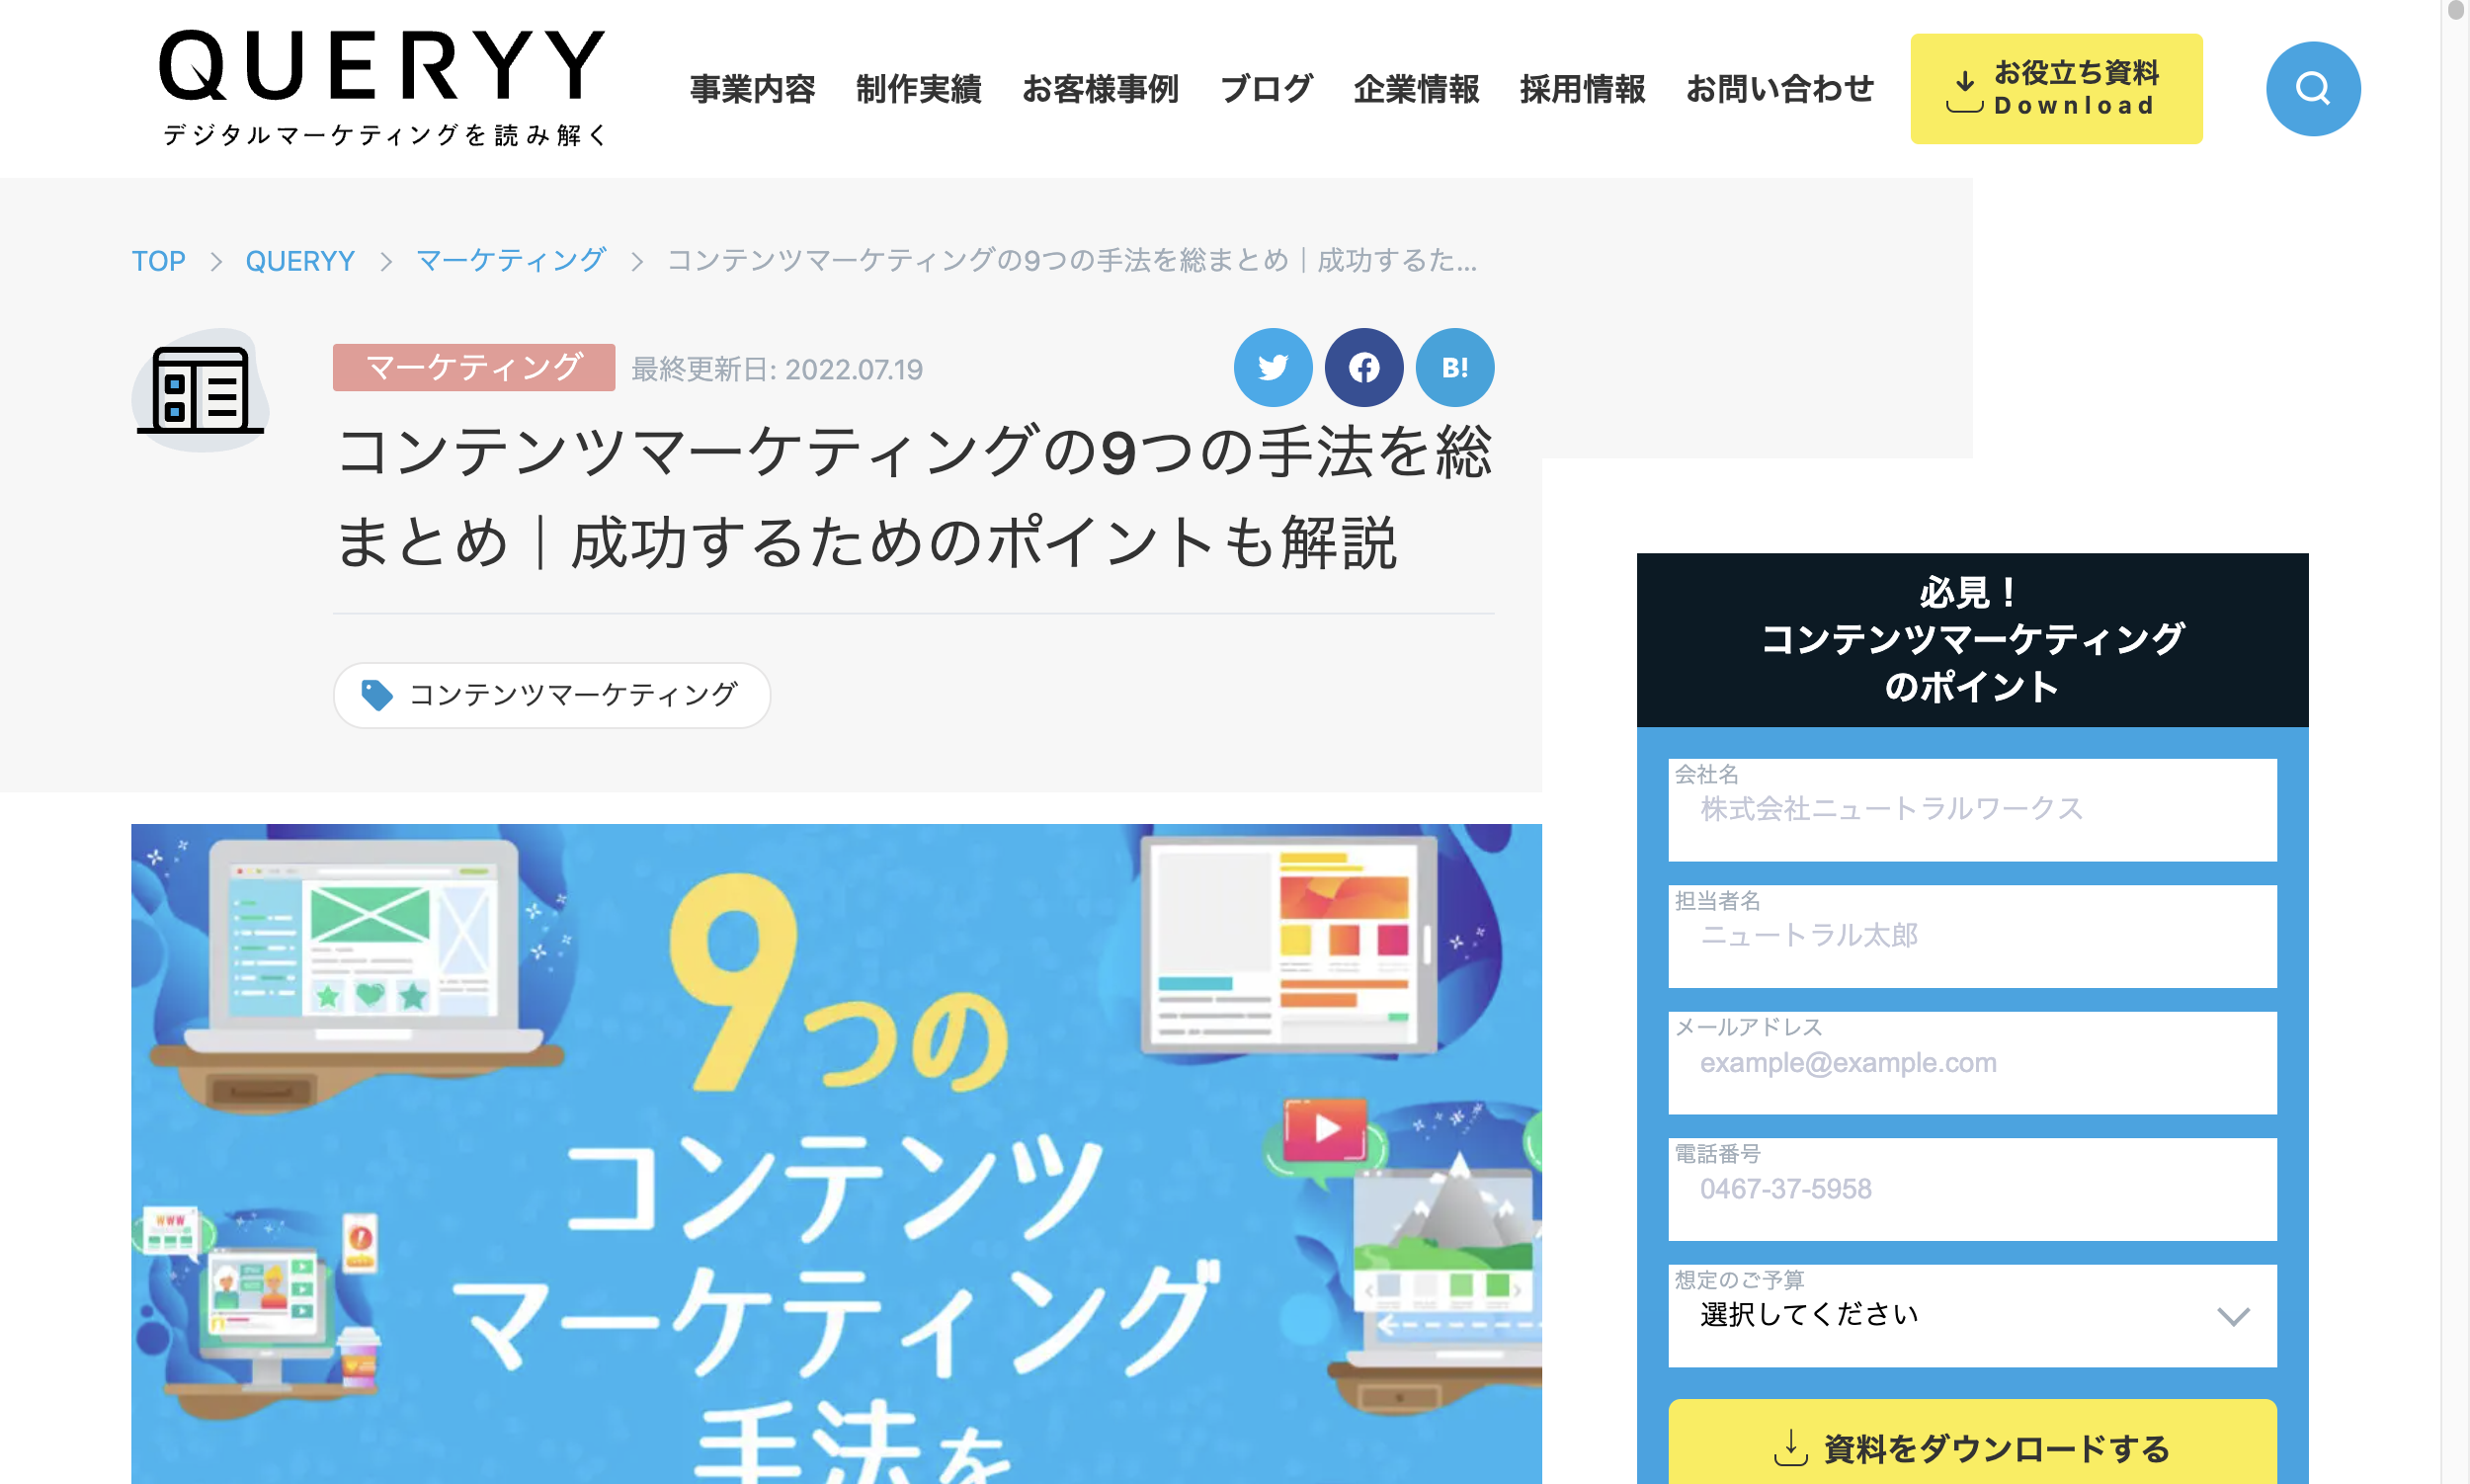 QUERYY
デジタルマーケティングを読み解く
事業内容 制作実績 お客様事例 ブログ 企業情報 採用情報 お問い合わせ
お役立ち資料
Download
TOP > QUERYY > マーケティング > コンテンツマーケティングの9つの手法を総まとめ｜成功するた...
マーケティング 最終更新日: 2022.07.19
B!
コンテンツマーケティングの9つの手法を総
まとめ｜成功するためのポイントも解説
コンテンツマーケティング
9つの
コンテンツ
マーケティング
手法を
WWW
必見！
コンテンツマーケティング
のポイント
会社名
株式会社ニュートラルワークス
担当者名
ニュートラル太郎
メールアドレス
example@example.com
電話番号
0467-37-5958
想定のご予算
選択してください
資料をダウンロードする